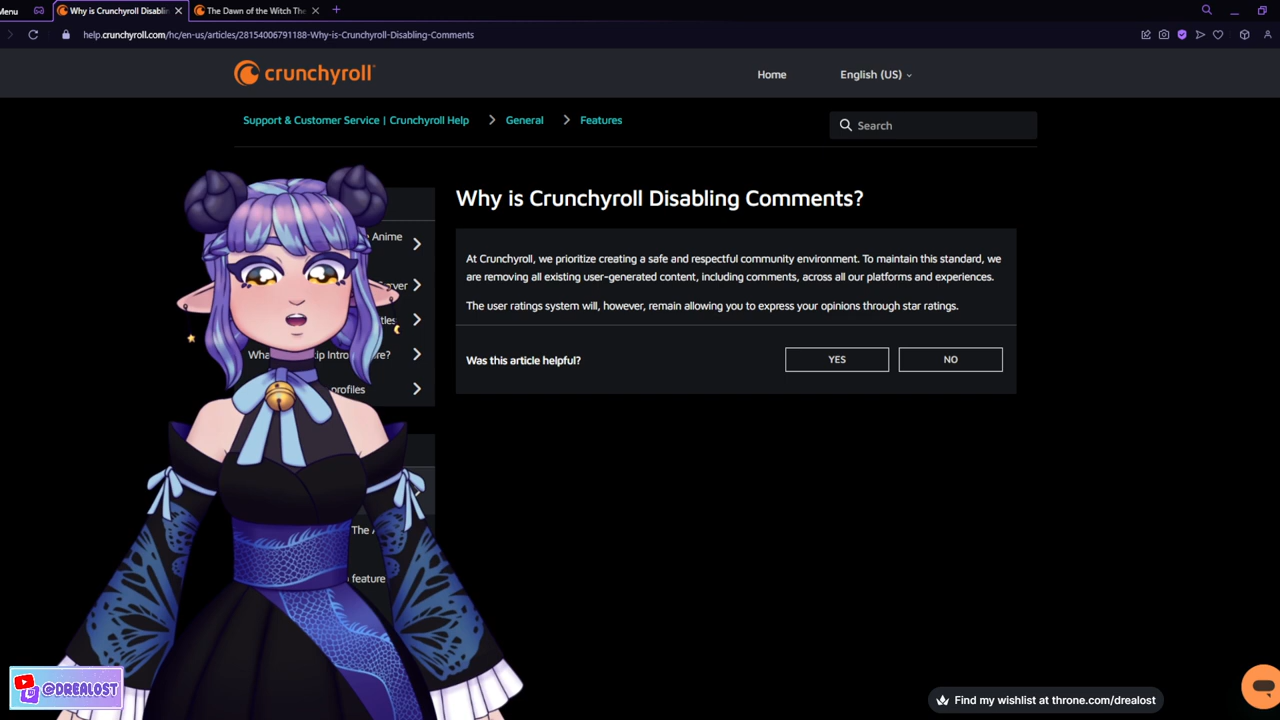 Menu
Why is Crunchyroll Disablin
The Dawn of the Witch The
help.crunchyroll.com/hc/en-us/articles/28154006791188-Why-is-Crunchyroll-Disabling-Comments
crunchyroll
Home
English (US)
Support & Customer Service | Crunchyroll Help
General
Features
Search
Why is Crunchyroll Disabling Comments?
At Crunchyroll, we prioritize creating a safe and respectful community environment. To maintain this standard, we
are removing all existing user-generated content, including comments, across all our platforms and experiences.
The user ratings system will, however, remain allowing you to express your opinions through star ratings.
Was this article helpful?
YES
NO
Anime
Intro
profiles
The
feature
@DREALOST
Find my wishlist at throne.com/drealost